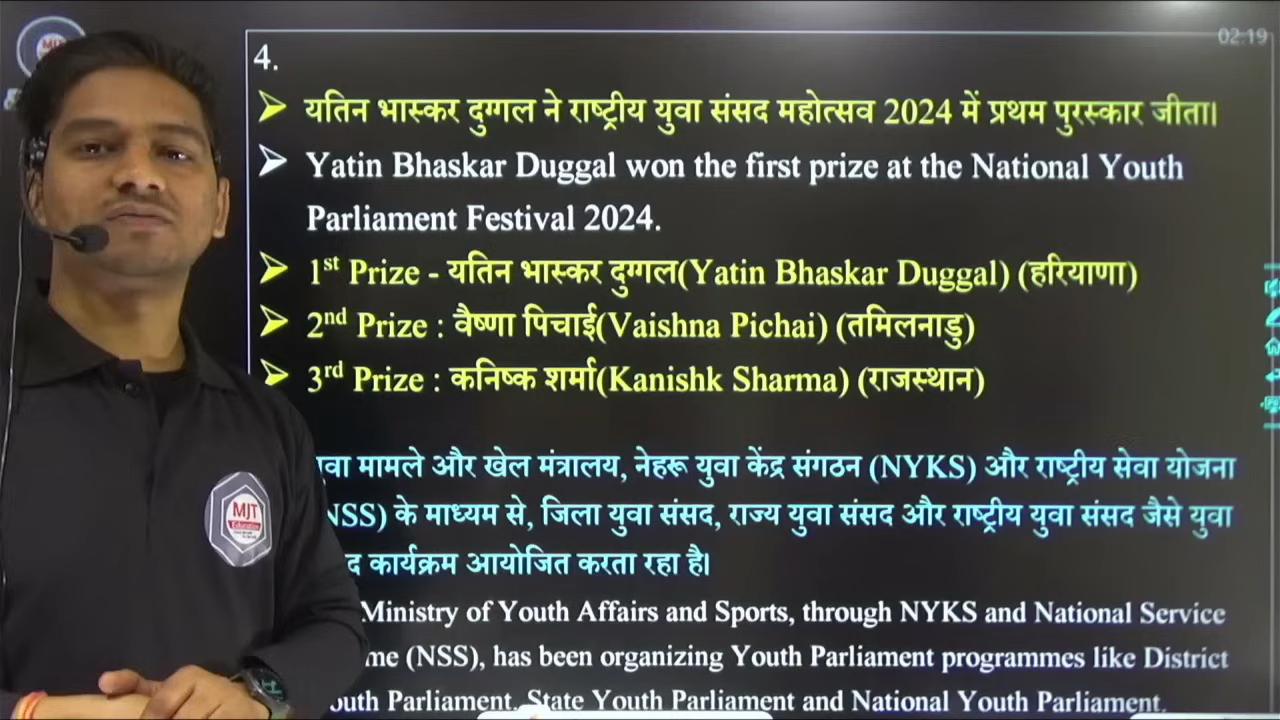 02:19
4.
➤ यतिन भास्कर दुग्गल ने राष्ट्रीय युवा संसद महोत्सव 2024 में प्रथम पुरस्कार जीता।
➤ Yatin Bhaskar Duggal won the first prize at the National Youth
Parliament Festival 2024.
➤ 1st Prize - यतिन भास्कर दुग्गल(Yatin Bhaskar Duggal) (हरियाणा)
➤ 2nd Prize : वैष्णा पिचाई(Vaishna Pichai) (तमिलनाडु)
➤ 3rd Prize : कनिष्क शर्मा(Kanishk Sharma) (राजस्थान)
मामले और खेल मंत्रालय, नेहरू युवा केंद्र संगठन (NYKS) और राष्ट्रीय सेवा योजना
NSS) के माध्यम से, जिला युवा संसद, राज्य युवा संसद और राष्ट्रीय युवा संसद जैसे युवा
द कार्यक्रम आयोजित करता रहा है।
Ministry of Youth Affairs and Sports, through NYKS and National Service
me (NSS), has been organizing Youth Parliament programmes like District
outh Parliament, State Youth Parliament and National Youth Parliament.
MJT
Education